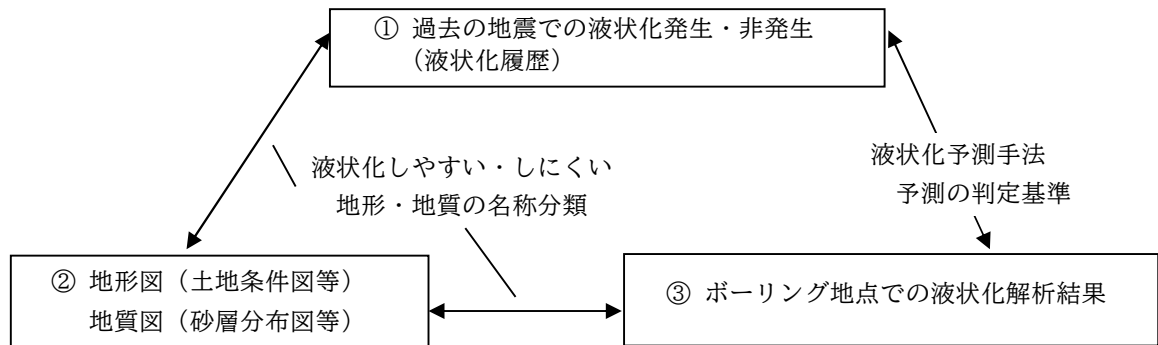 ① 過去の地震での液状化発生・非発生
(液状化履歴)
液状化しやすい・しにくい
地形・地質の名称分類
液状化予測手法
予測の判定基準
② 地形図（土地条件図等）
地質図（砂層分布図等）
③ ボーリング地点での液状化解析結果